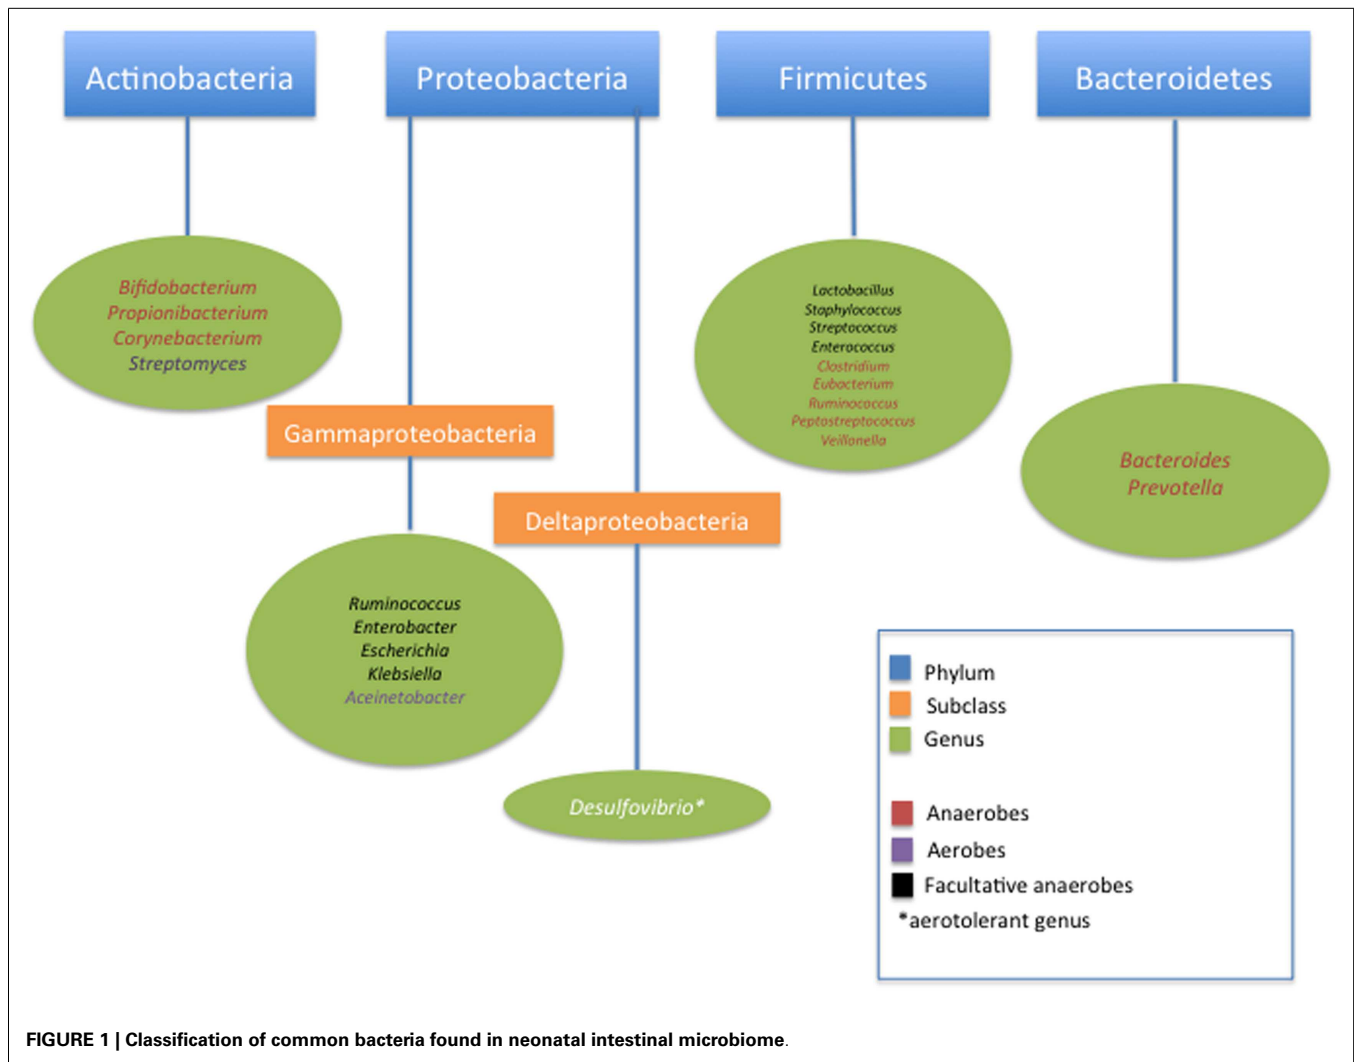 Actinobacteria
Proteobacteria
Firmicutes
Bacteroidetes
Bifidobacterium
Propionibacterium
Corynebacterium
Streptomyces
Lactobacillus
Staphylococcus
Streptococcus
Enterococcus
Clostridium
Eubacterium
Ruminococcus
Peptostreptococcus
Veillonella
Gammaproteobacteria
Bacteroides
Prevotella
Deltaproteobacteria
Ruminococcus
Enterobacter
Escherichia
Klebsiella
Aceinetobacter
Desulfovibrio*
Phylum
Subclass
Genus
Anaerobes
Aerobes
Facultative anaerobes
*aerotolerant genus
FIGURE 1 | Classification of common bacteria found in neonatal intestinal microbiome.